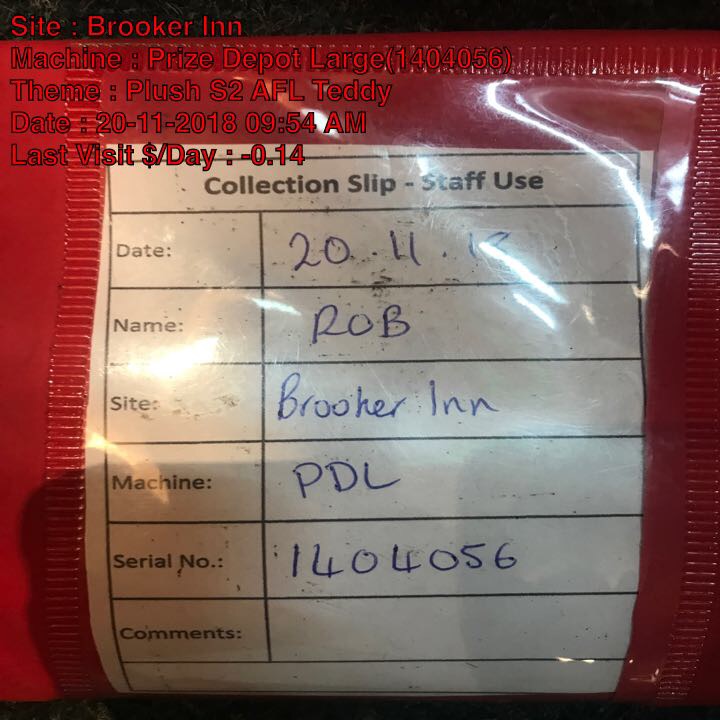 Site : Brooker Inn
Machine : Prize Depot Large(1404056)
Theme : Plush S2 AFL Teddy
Date : 20-11-2018 09:54 AM
Last Visit $/Day : -0.14
Collection Slip - Staff Use
Date: 20.11.18
Name: ROB
Site: Brooker Inn
Machine: PDL
Serial No.: 1404056
Comments: